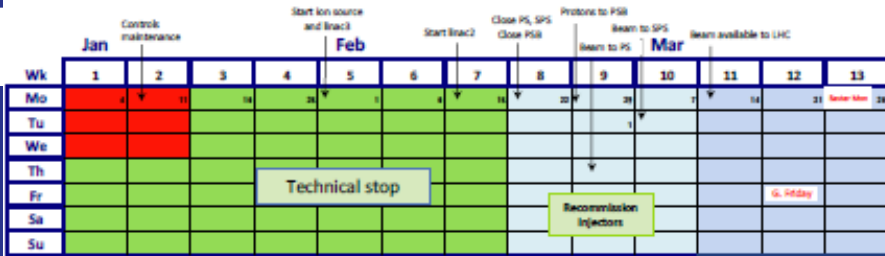 Start ion source
and linac3
Close PS, SPS
Close PSB
Protons to PSB
Controls
maintenance
Start linac2
Beam to SPS
Beam available to LHC
Beam to PS
Jan
Feb
Mar
Wk 1 2 3 4 5 6 7 8 9 10 11 12 13
Mo 4 11 18 25 1 8 15 22 29 7 14 21 Easter Mon 28
Tu 1
We
Th
Technical stop
Fr G. Friday
Recommission
Injectors
Sa
Su